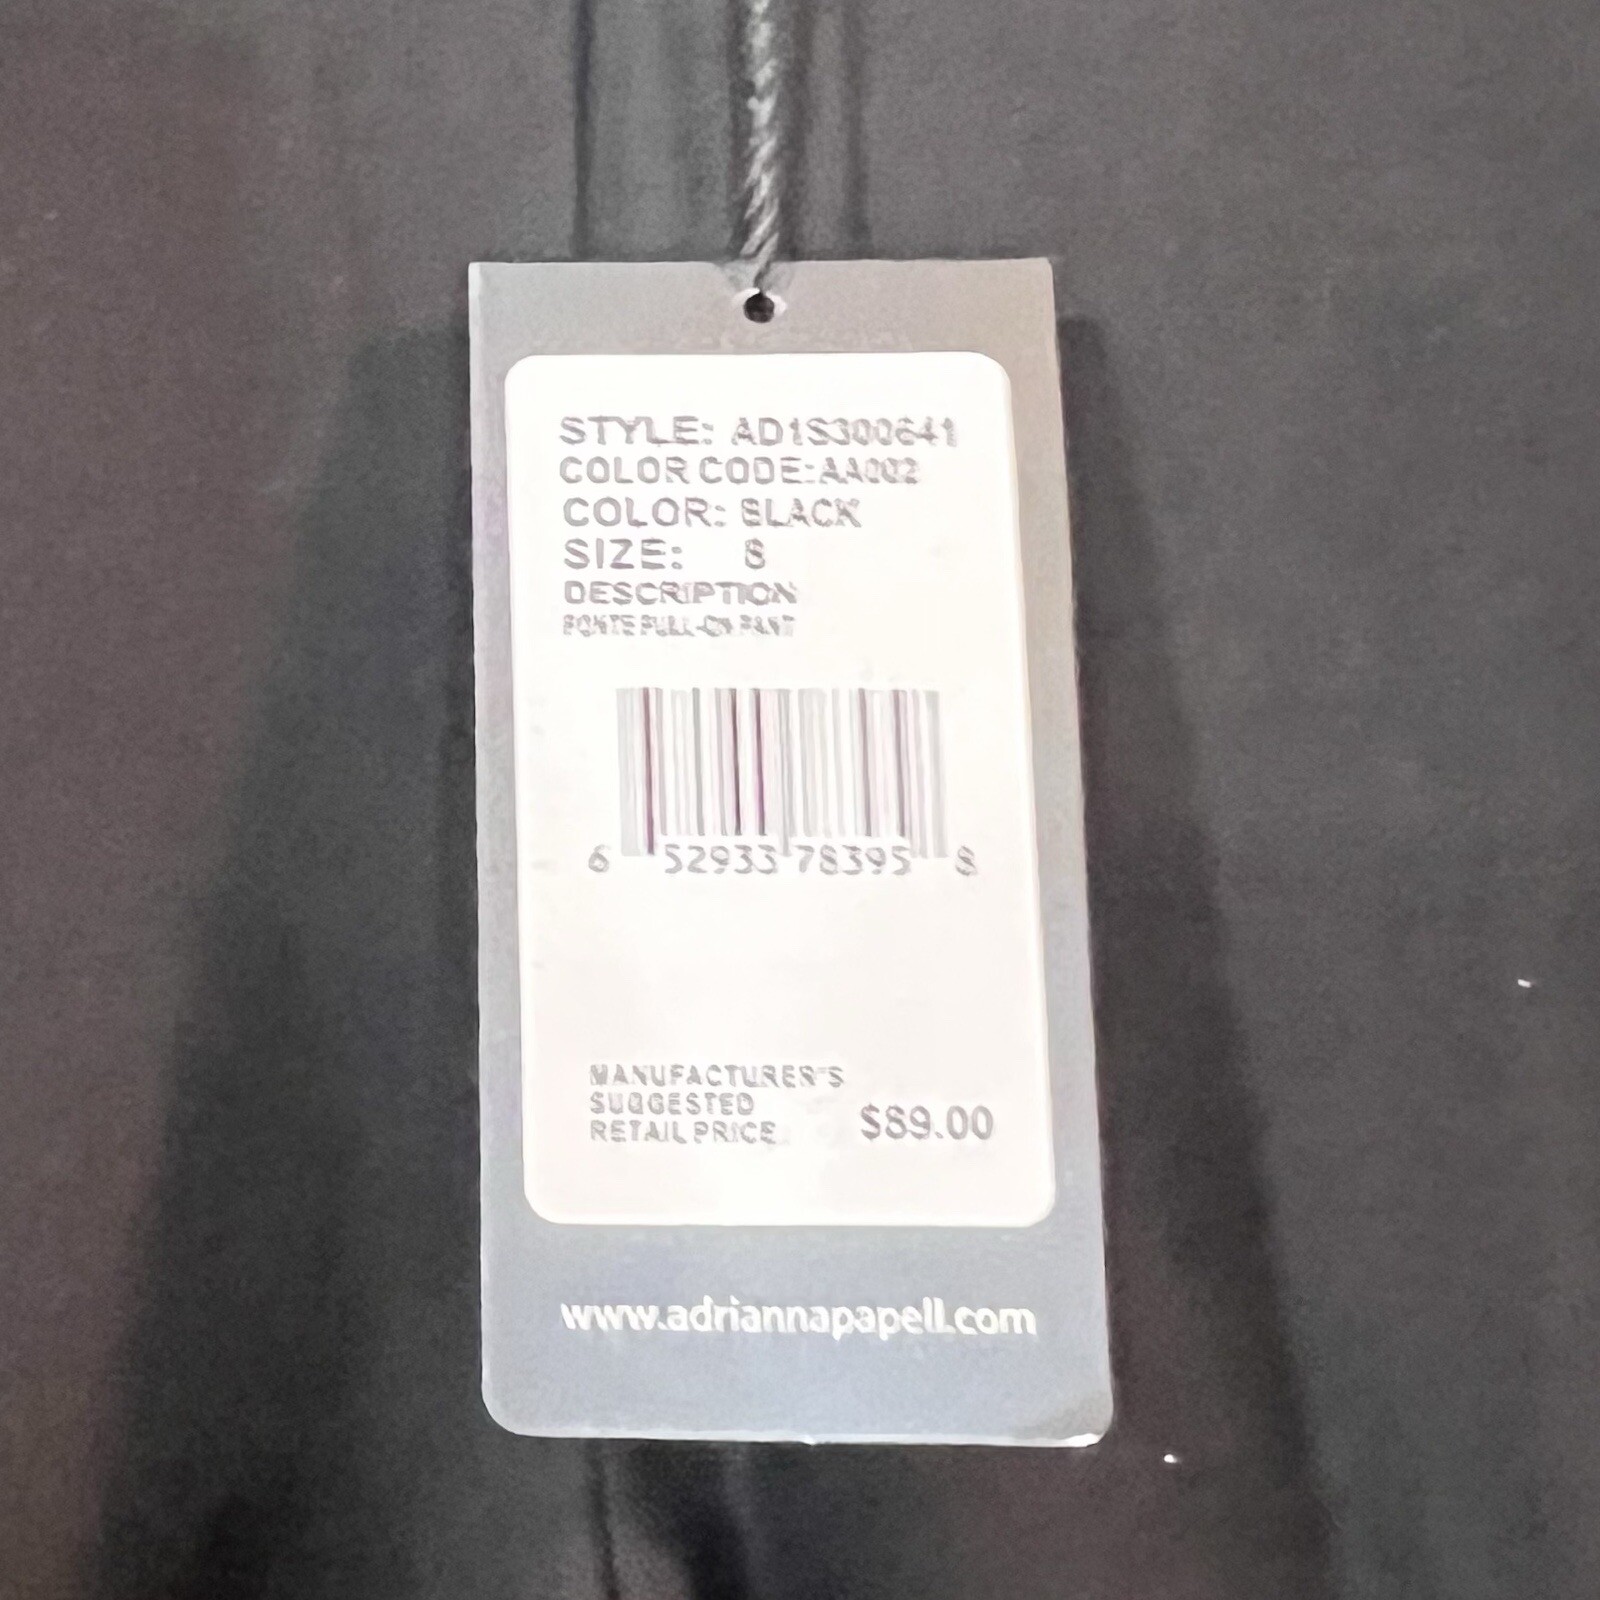 STYLE: AD1S300641
COLOR CODE: AA002
COLOR: BLACK
SIZE: 8
DESCRIPTION
PONTE PULL-ON PANT
6 52933 78395 8
MANUFACTURER'S
SUGGESTED
RETAIL PRICE $89.00
www.adriannapapell.com